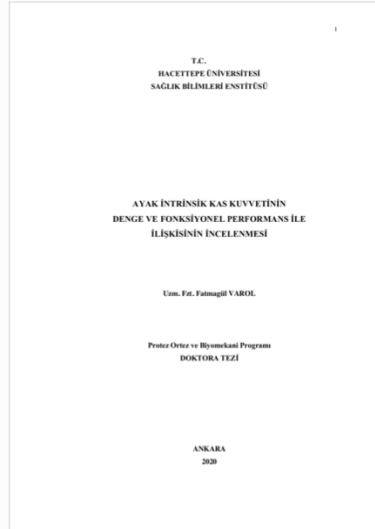 1
T.C.
HACETTEPE ÜNİVERSİTESİ
SAĞLIK BİLİMLERİ ENSTİTÜSÜ
AYAK İNTRİNSİK KAS KUVVETİNİN
DENGE VE FONKSİYONEL PERFORMANS İLE
İLİŞKİSİNİN İNCELENMESİ
Uzm. Fzt. Fatmagül VAROL
Protez Ortez ve Biyomekani Programı
DOKTORA TEZİ
ANKARA
2020